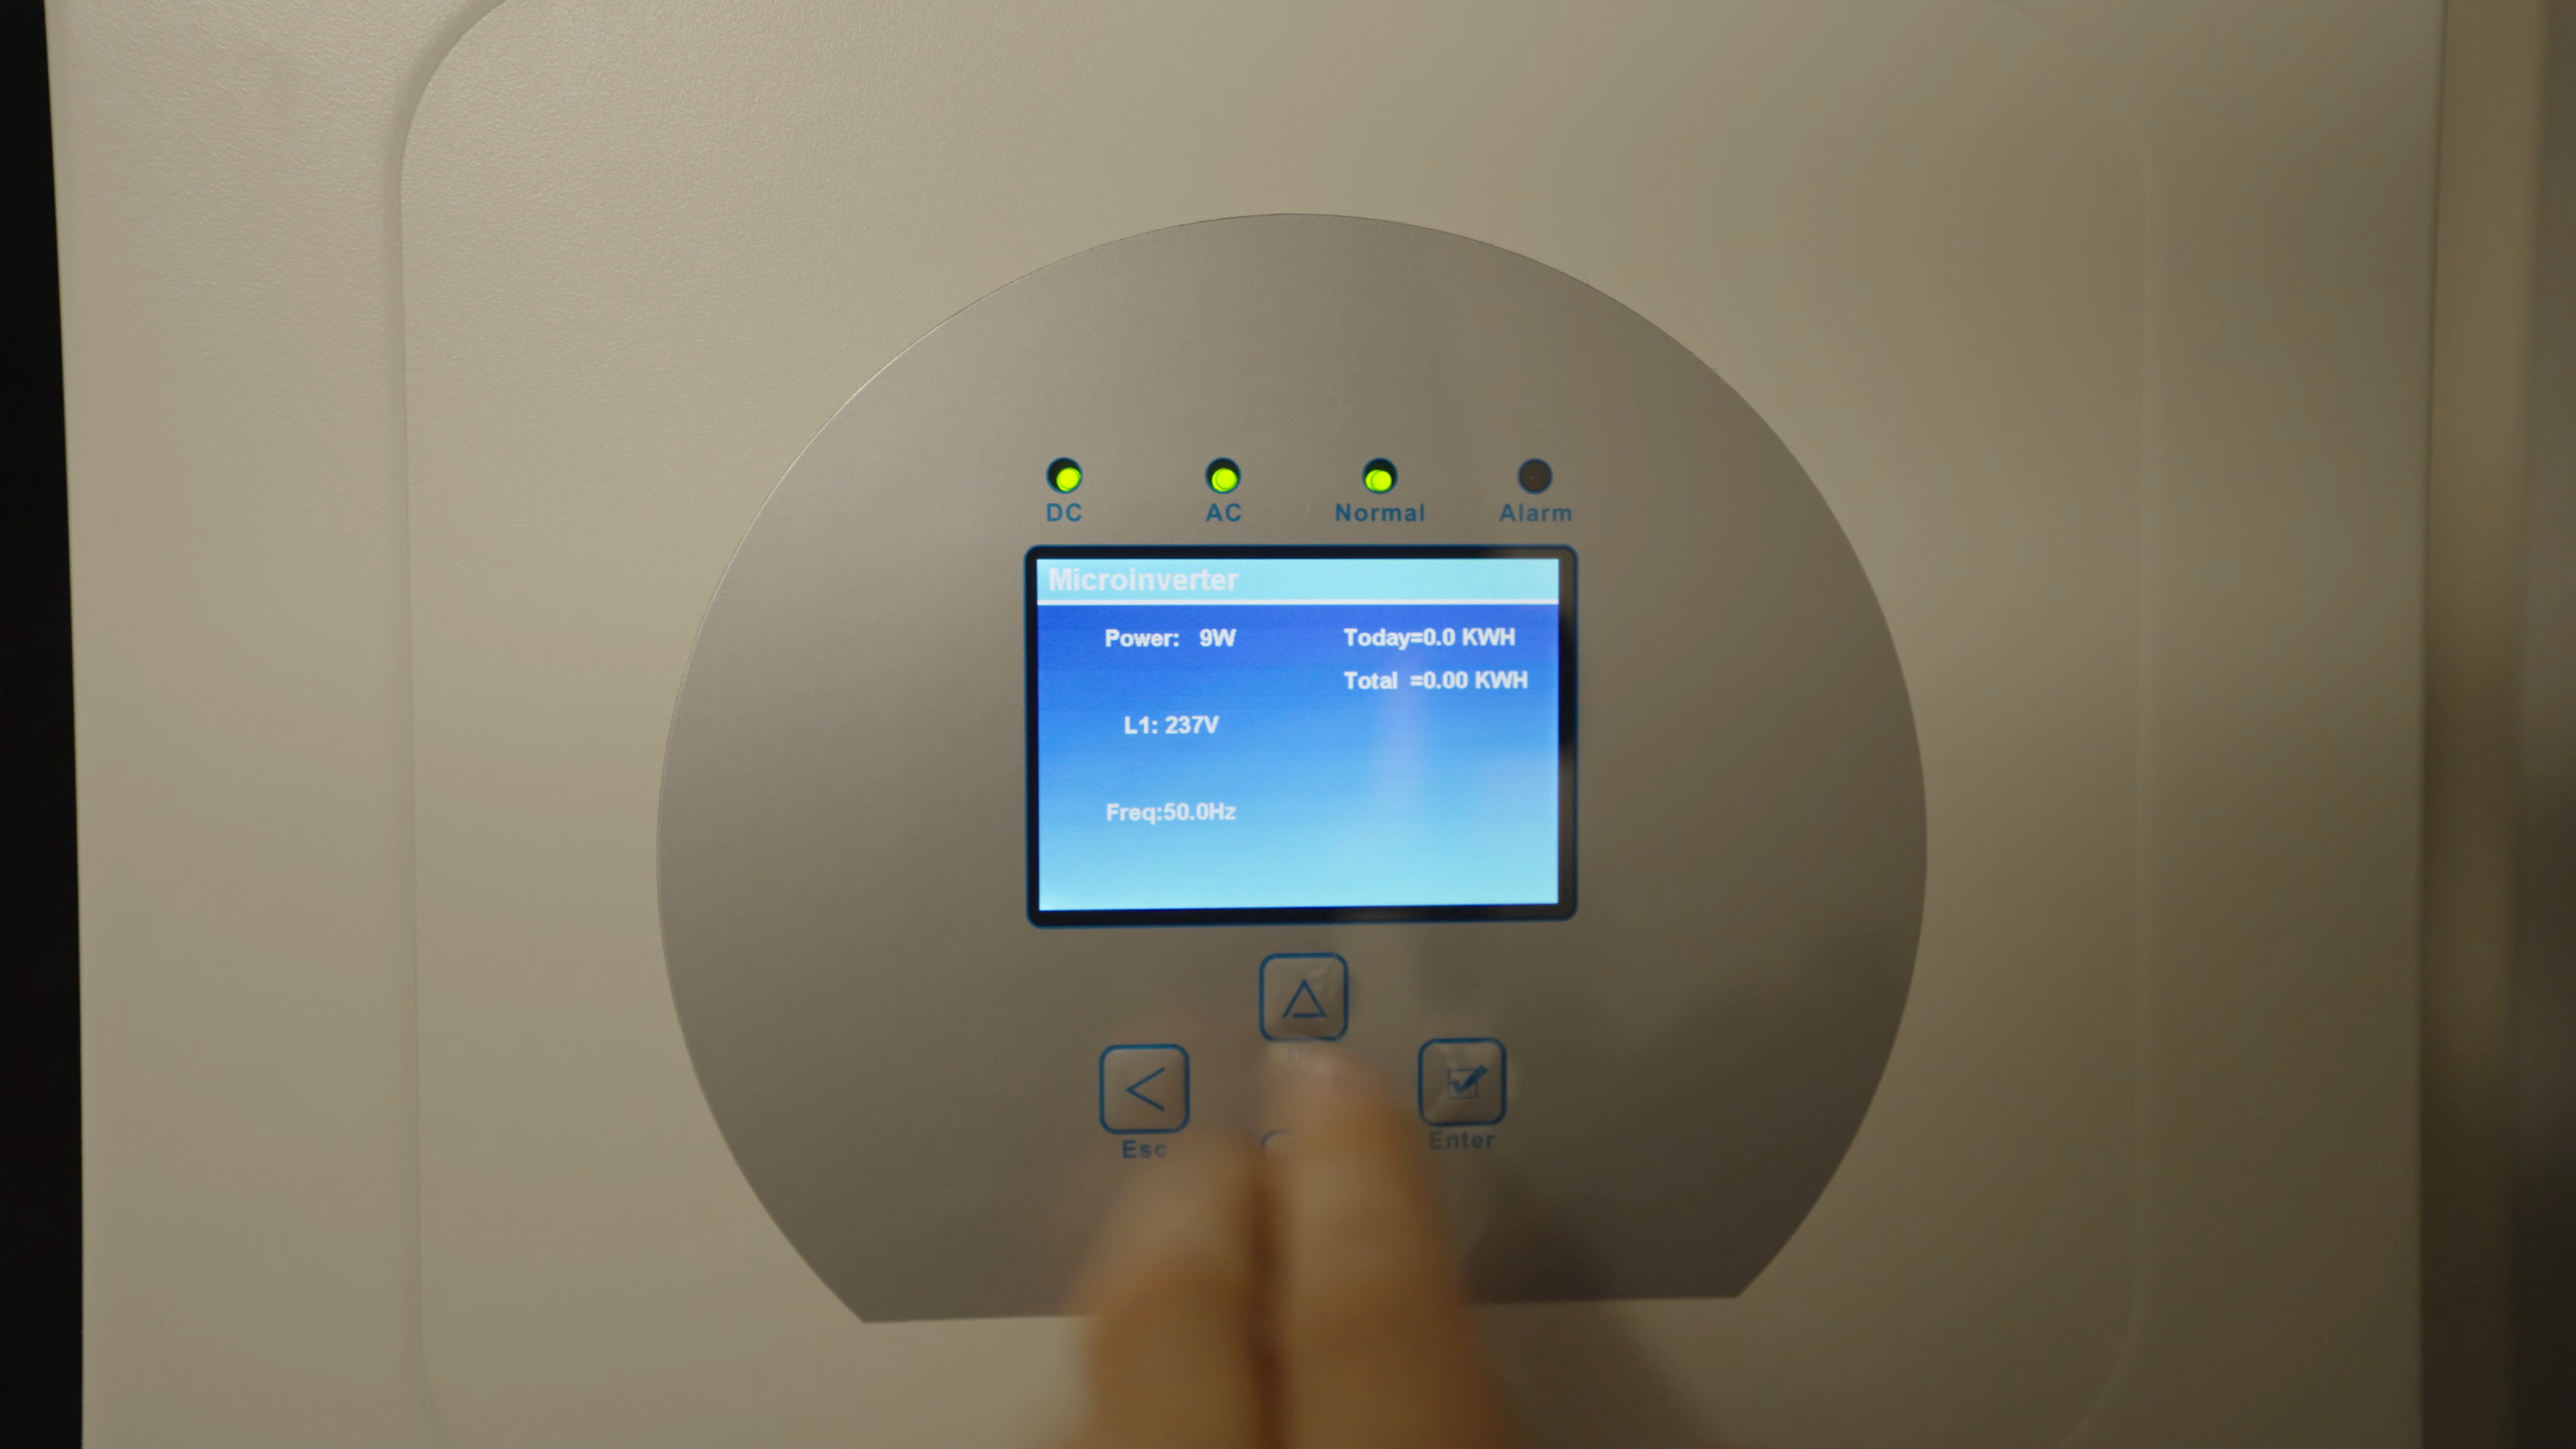 DC AC Normal Alarm
Microinverter
Power: 9W Today=0.0 KWH
Total =0.00 KWH
L1: 237V
Freq:50.0Hz
Esc
Enter